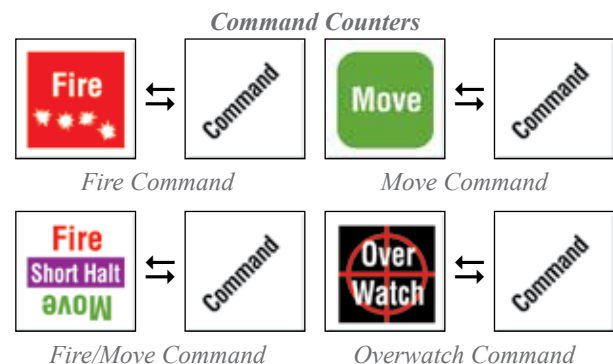 Command Counters
Fire
Command
Move
Command
Fire Command
Move Command
Fire
Short Halt
Move
Command
Over
Watch
Command
Fire/Move Command
Overwatch Command